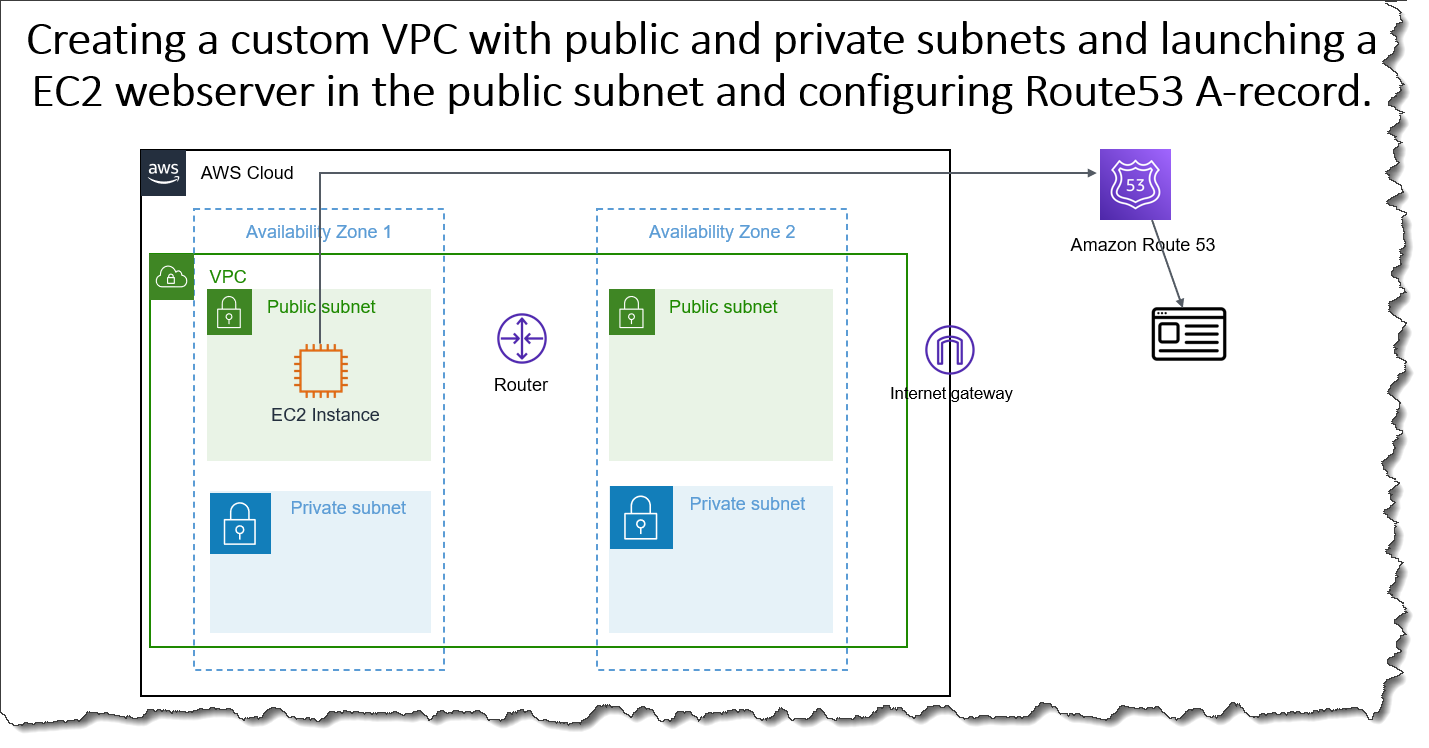 Creating a custom VPC with public and private subnets and launching a
EC2 webserver in the public subnet and configuring Route53 A-record.
aws
AWS Cloud
53
Amazon Route 53
Availability Zone 1
Availability Zone 2
VPC
Public subnet
Public subnet
Router
Internet gateway
EC2 Instance
Private subnet
Private subnet